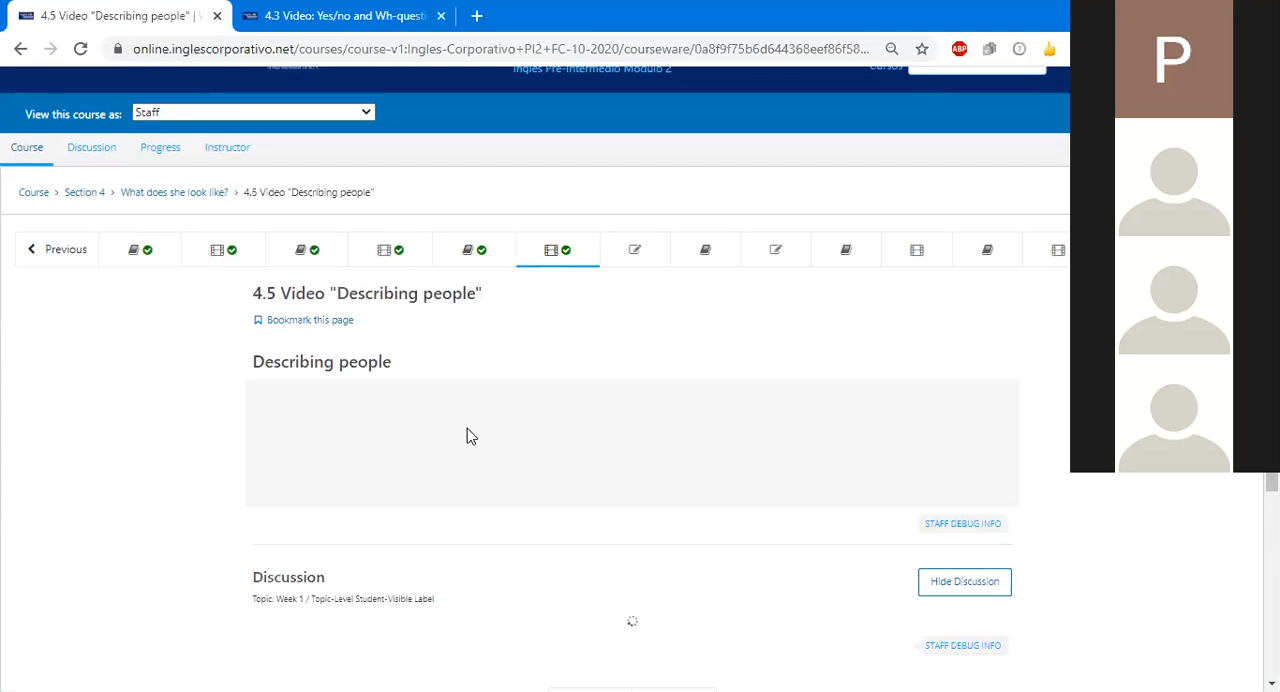 4.5 Video "Describing people" |
4.3 Video: Yes/no and Wh-questi
online.inglescorporativo.net/courses/course-v1:Ingles-Corporativo+PI2+FC-10-2020/courseware/0a8f9f75b6d644368eef86f58...
ABP
P
Ingles Pre-Intermedio Modulo 2
Cursos
View this course as: Staff
Course Discussion Progress Instructor
Course > Section 4 > What does she look like? > 4.5 Video "Describing people"
Previous
4.5 Video "Describing people"
Bookmark this page
Describing people
STAFF DEBUG INFO
Discussion
Hide Discussion
Topic: Week 1 / Topic-Level Student-Visible Label
STAFF DEBUG INFO